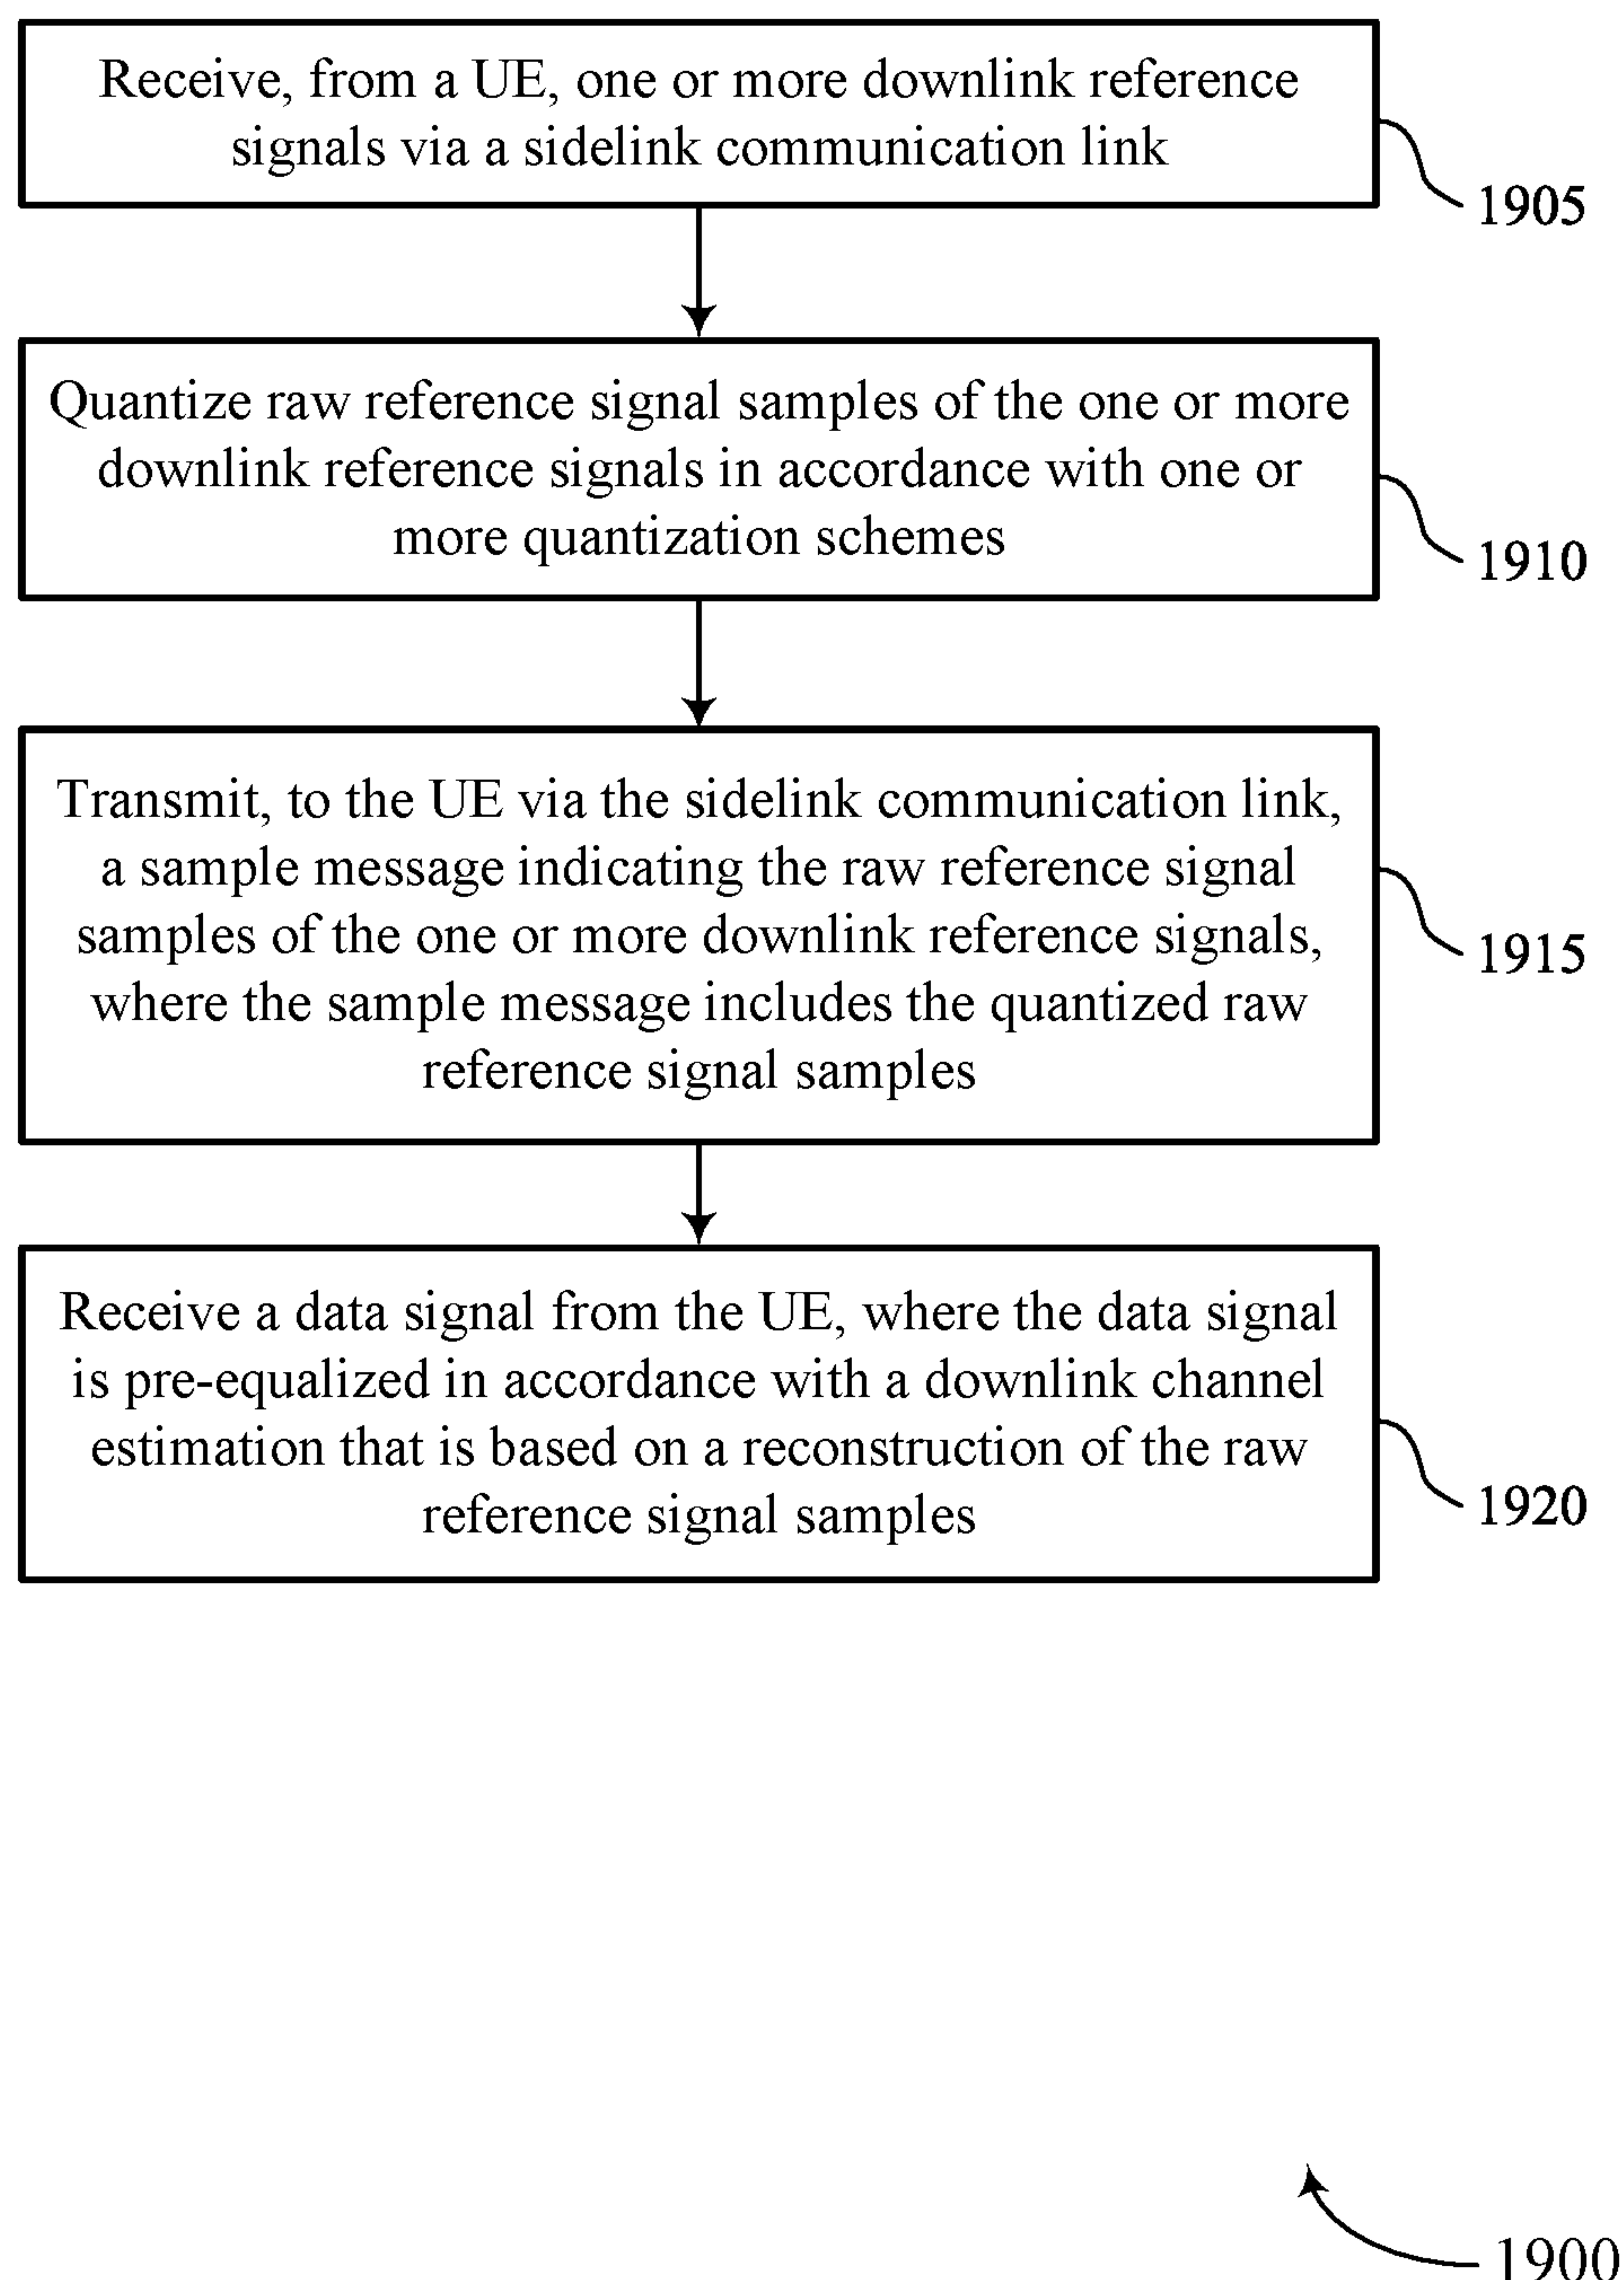 Receive, from a UE, one or more downlink reference
signals via a sidelink communication link
1905
Quantize raw reference signal samples of the one or more
downlink reference signals in accordance with one or
more quantization schemes
1910
Transmit, to the UE via the sidelink communication link,
a sample message indicating the raw reference signal
samples of the one or more downlink reference signals,
where the sample message includes the quantized raw
reference signal samples
1915
Receive a data signal from the UE, where the data signal
is pre-equalized in accordance with a downlink channel
estimation that is based on a reconstruction of the raw
reference signal samples
1920
1900